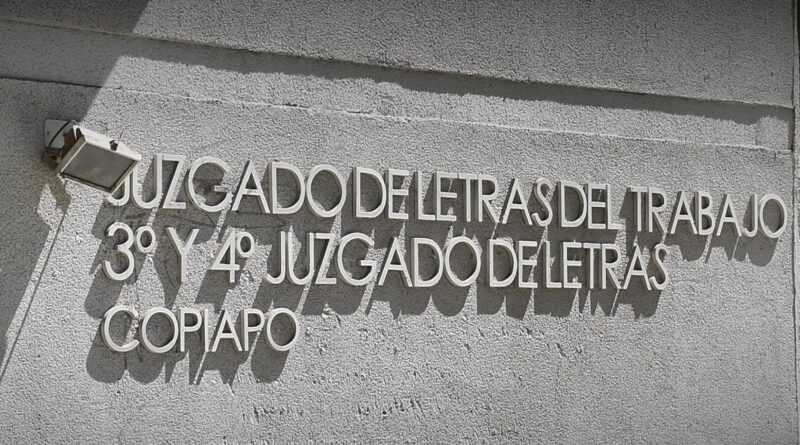 JUZGADO DE LETRAS DEL TRABAJO
3º Y 4º JUZGADO DE LETRAS
COPIAPO